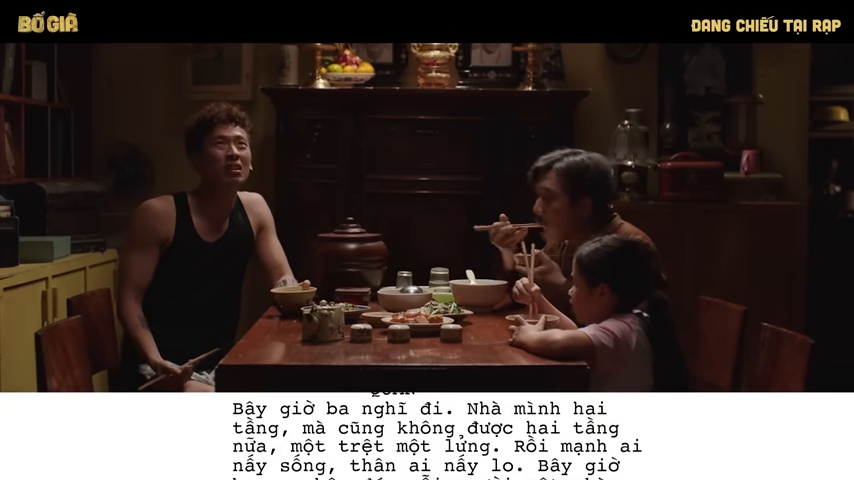 BỐ GIÀ
ĐANG CHIẾU TẠI RẠP
Bây giờ ba nghĩ đi. Nhà mình hai
tầng, mà cũng không được hai tầng
nữa, một trệt một lửng. Rồi mạnh ai
nấy sống, thân ai nấy lo. Bây giờ